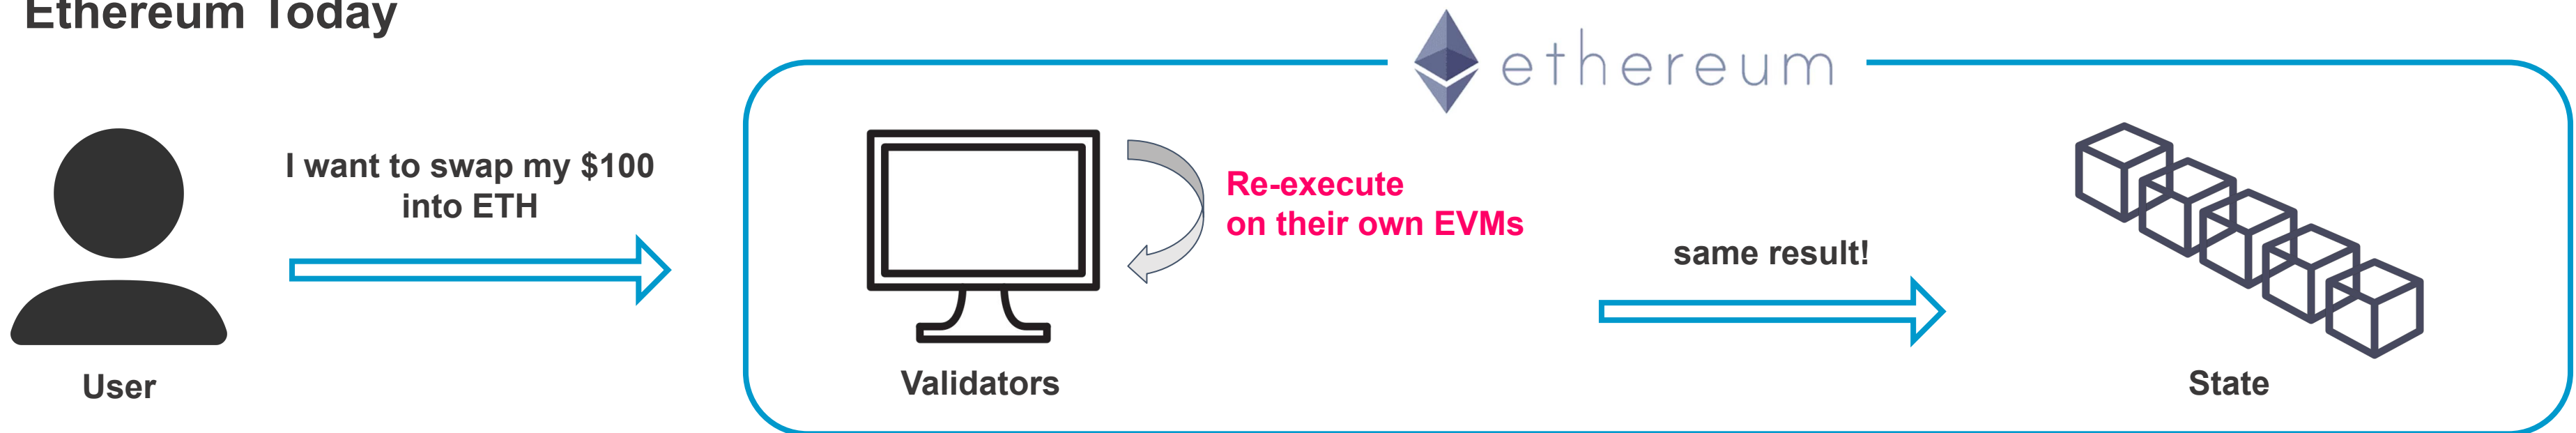 Ethereum Today
ethereum
I want to swap my $100
into ETH
Re-execute
on their own EVMs
same result!
User
Validators
State